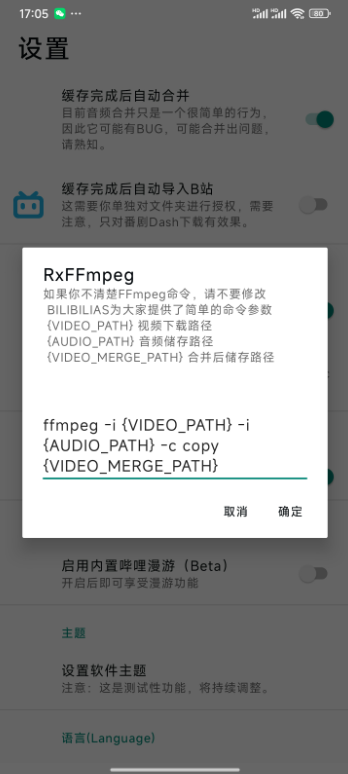 17:05
80
设置
缓存完成后自动合并
目前音频合并只是一个很简单的行为，
因此它可能有BUG，可能合并出问题，
请熟知。
缓存完成后自动导入B站
这需要你单独对文件夹进行授权，需要
注意，只对番剧Dash下载有效果。
RxFFmpeg
如果你不清楚FFmpeg命令，请不要修改
BILIBILIAS为大家提供了简单的命令参数
{VIDEO_PATH} 视频下载路径
{AUDIO_PATH} 音频储存路径
{VIDEO_MERGE_PATH} 合并后储存路径
ffmpeg -i {VIDEO_PATH} -i
{AUDIO_PATH} -c copy
{VIDEO_MERGE_PATH}
取消 确定
启用内置哔哩漫游（Beta）
开启后即可享受漫游功能
主题
设置软件主题
注意：这是测试性功能，将持续调整。
语言(Language)